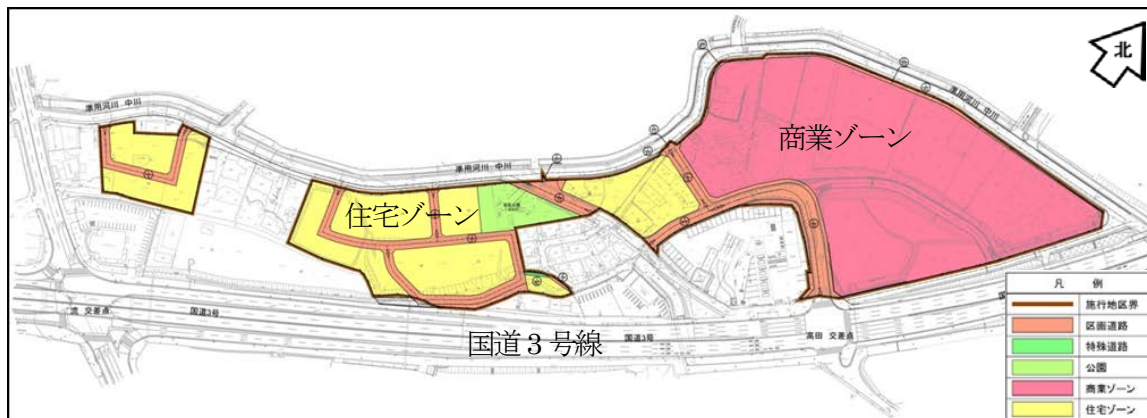 北
準用河川 中川
準用河川 中川
準用河川 中川
商業ゾーン
住宅ゾーン
国道3号
国道3号
高田 交差点
国道３号線
凡 例
施行地区界
区画道路
特殊道路
公園
商業ゾーン
住宅ゾーン